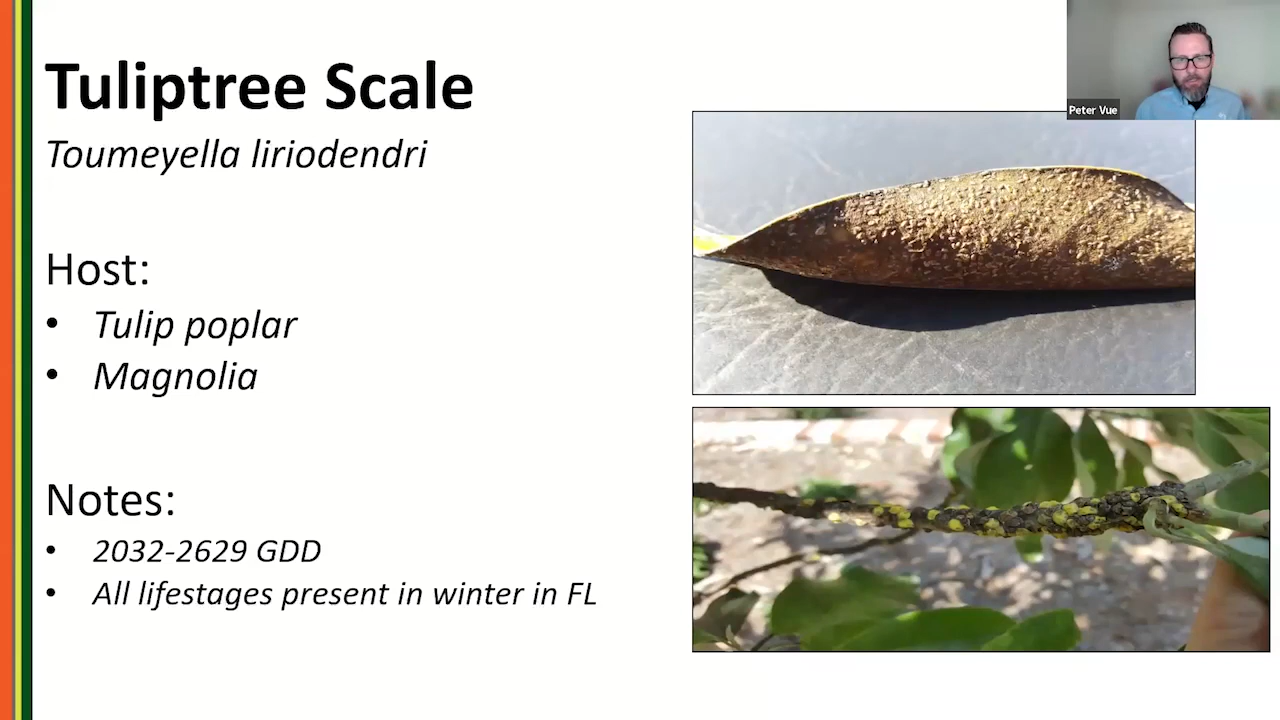 Tuliptree Scale
Toumeyella liriodendri
Peter Vue
Host:
• Tulip poplar
• Magnolia
Notes:
• 2032-2629 GDD
• All lifestages present in winter in FL